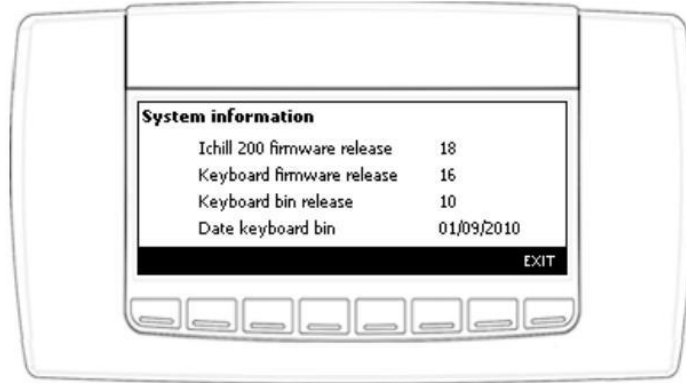 System information
Ichill 200 firmware release 18
Keyboard firmware release 16
Keyboard bin release 10
Date keyboard bin 01/09/2010
EXIT